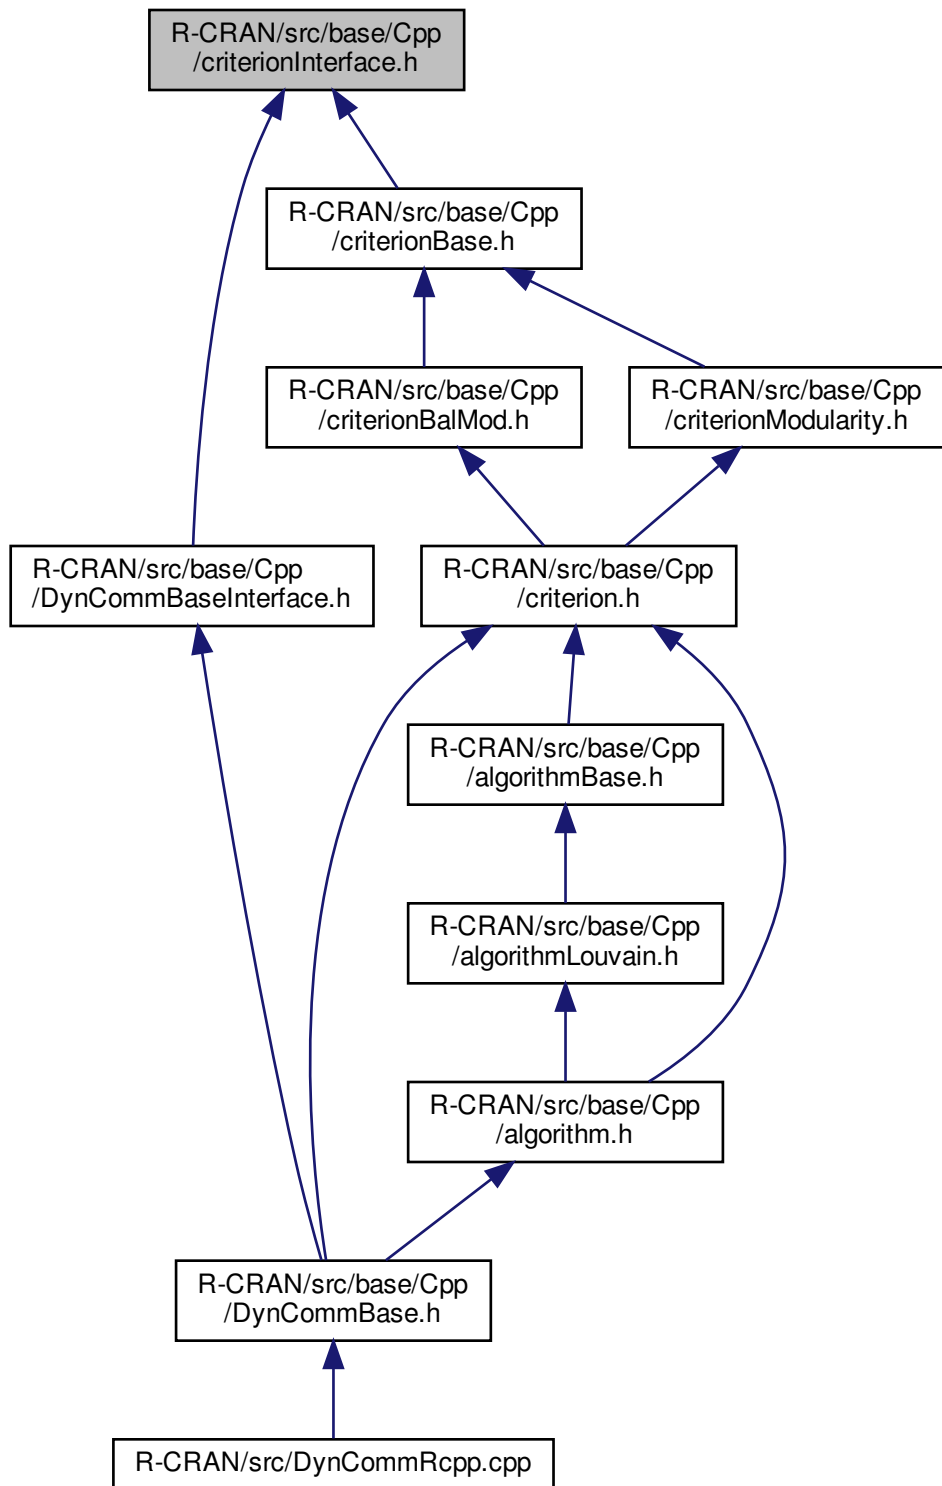 R-CRAN/src/base/Cpp
/criterionInterface.h
R-CRAN/src/base/Cpp
/criterionBase.h
R-CRAN/src/base/Cpp
/criterionBalMod.h
R-CRAN/src/base/Cpp
/criterionModularity.h
R-CRAN/src/base/Cpp
/DynCommBaseInterface.h
R-CRAN/src/base/Cpp
/criterion.h
R-CRAN/src/base/Cpp
/algorithmBase.h
R-CRAN/src/base/Cpp
/algorithmLouvain.h
R-CRAN/src/base/Cpp
/algorithm.h
R-CRAN/src/base/Cpp
/DynCommBase.h
R-CRAN/src/DynCommRcpp.cpp